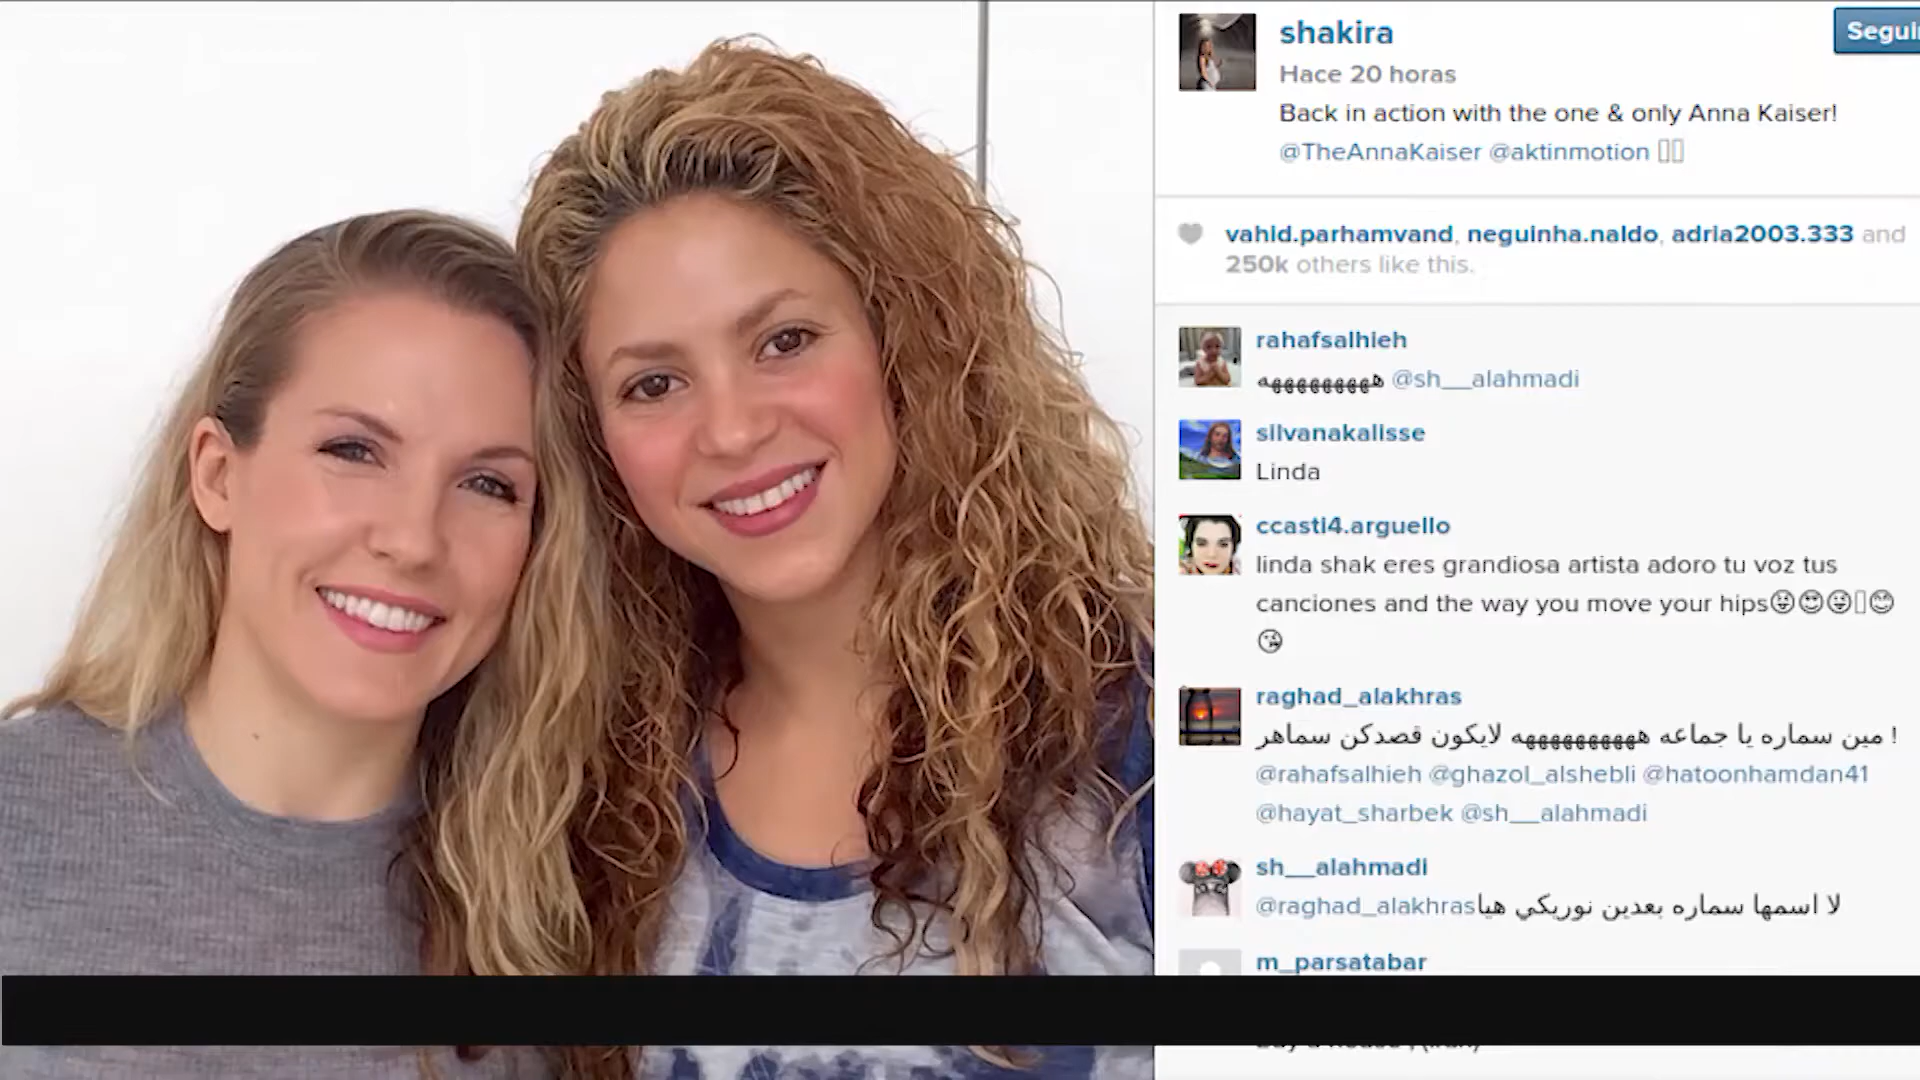 shakira
Hace 20 horas
Back in action with the one & only Anna Kaiser!
@TheAnnaKaiser @aktinmotion
vahid.parhamvand, neguinha.naldo, adria2003.333 and
250k others like this.
rahafsalhieh
هههههههههه @sh__alahmadi
silvanakalisse
Linda
ccasti4.arguello
linda shak eres grandiosa artista adoro tu voz tus
canciones and the way you move your hips😜😍😜😊
😘
raghad_alakhras
مين سماره يا جماعه ههههههههههه لايكون قصدكن سماهر !
@rahafsalhieh @ghazol_alshebli @hatoonhamdan41
@hayat_sharbek @sh__alahmadi
sh__alahmadi
@raghad_alakhras لا اسمها سماره بعدين نوريكي هيا
m_parsatabar